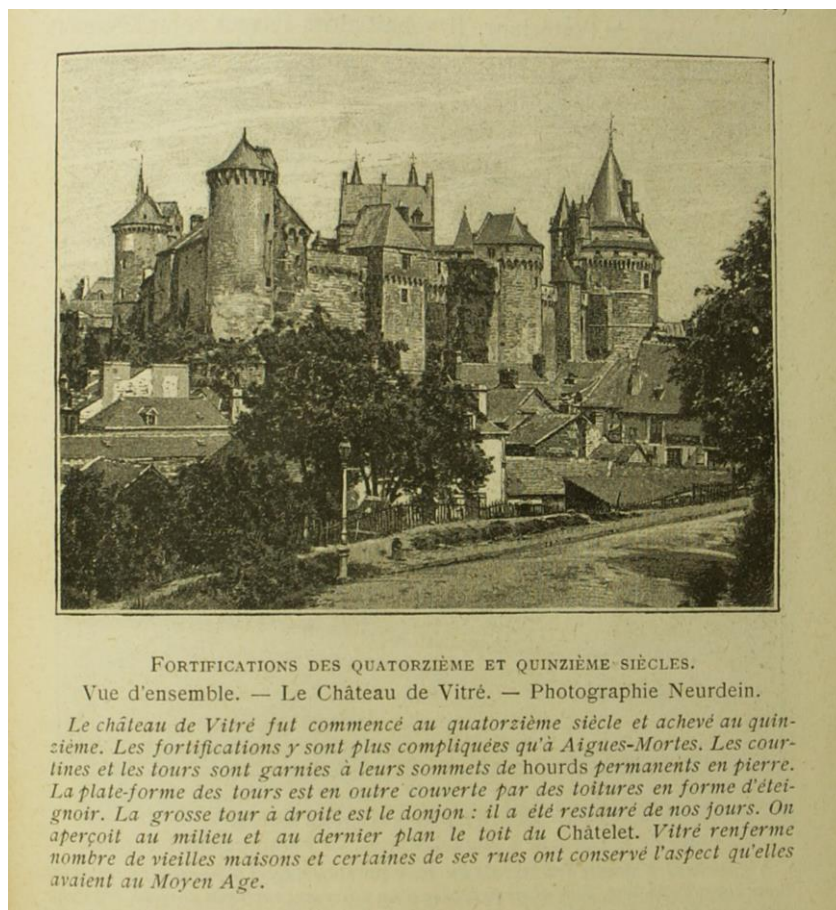 FORTIFICATIONS DES QUATORZIÈME ET QUINZIÈME SIÈCLES.
Vue d'ensemble. — Le Château de Vitré. — Photographie Neurdein.
Le château de Vitré fut commencé au quatorzième siècle et achevé au quin-
zième. Les fortifications y sont plus compliquées qu'à Aigues-Mortes. Les cour-
tines et les tours sont garnies à leurs sommets de hourds permanents en pierre.
La plate-forme des tours est en outre couverte par des toitures en forme d'étei-
gnoir. La grosse tour à droite est le donjon : il a été restauré de nos jours. On
aperçoit au milieu et au dernier plan le toit du Châtelet. Vitré renferme
nombre de vieilles maisons et certaines de ses rues ont conservé l'aspect qu'elles
avaient au Moyen Age.